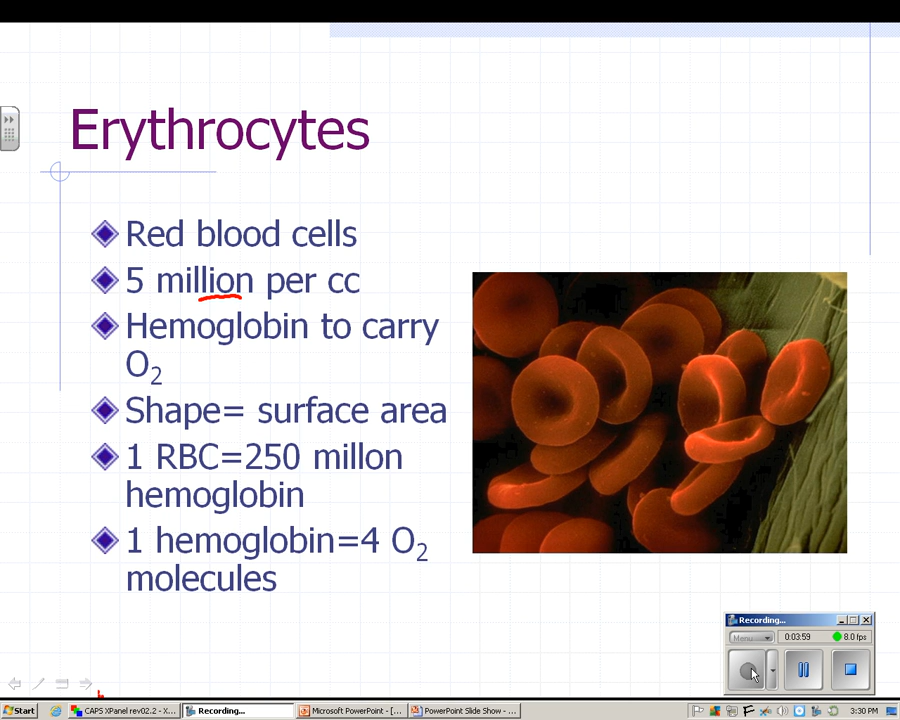 Erythrocytes
Red blood cells
5 million per cc
Hemoglobin to carry
O2
Shape= surface area
1 RBC=250 millon
hemoglobin
1 hemoglobin=4 O2
molecules
Recording...
Menu
0:03:59
8.0 fps
Start
CAPS XPanel rev02.2 - X...
Recording...
Microsoft PowerPoint - [...
PowerPoint Slide Show - ...
3:30 PM